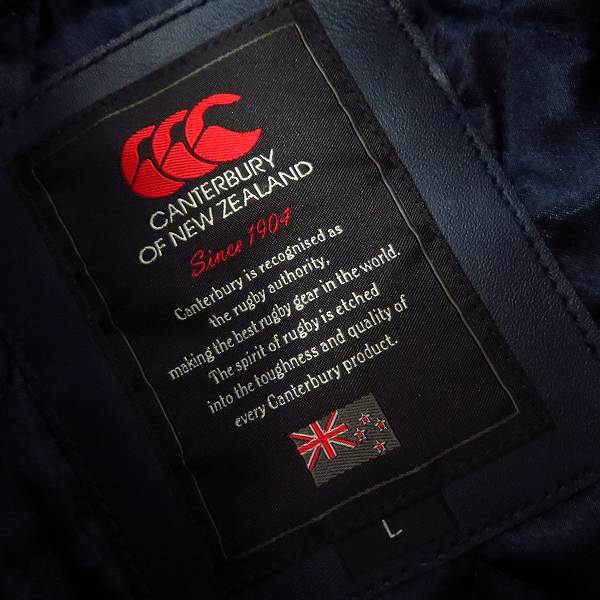 CANTERBURY
OF NEW ZEALAND
Since 1904
Canterbury is recognised as
the rugby authority,
making the best rugby gear in the world.
The spirit of rugby is etched
into the toughness and quality of
every Canterbury product.
L